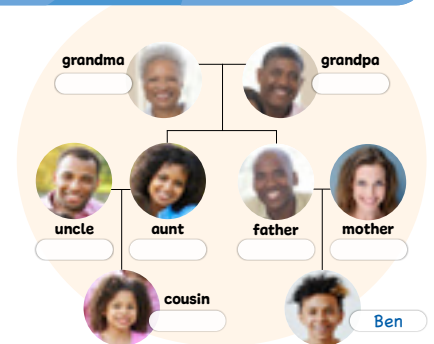 grandma
grandpa
uncle
aunt
father
mother
cousin
Ben